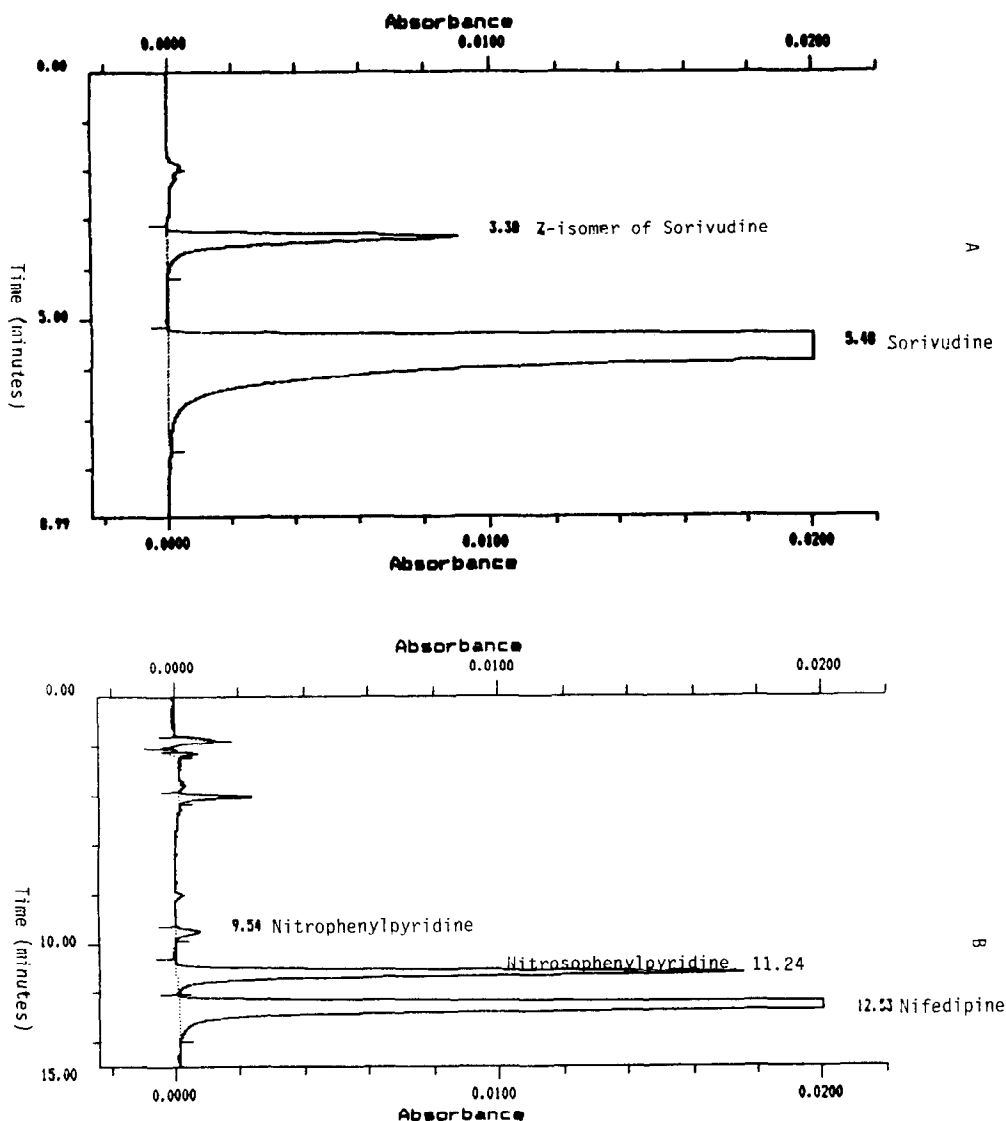 Absorbance
0.0000 0.0100 0.0200
0.00
3.30 Z-isomer of Sorivudine
A
Time (minutes)
5.00
5.40 Sorivudine
8.99
0.0000 0.0100 0.0200
Absorbance
Absorbance
0.0000 0.0100 0.0200
0.00
9.54 Nitrophenylpyridine
Time (minutes)
10.00
B
Nitrosophenylpyridine 11.24
12.53 Nifedipine
15.00
0.0000 0.0100 0.0200
Absorbance